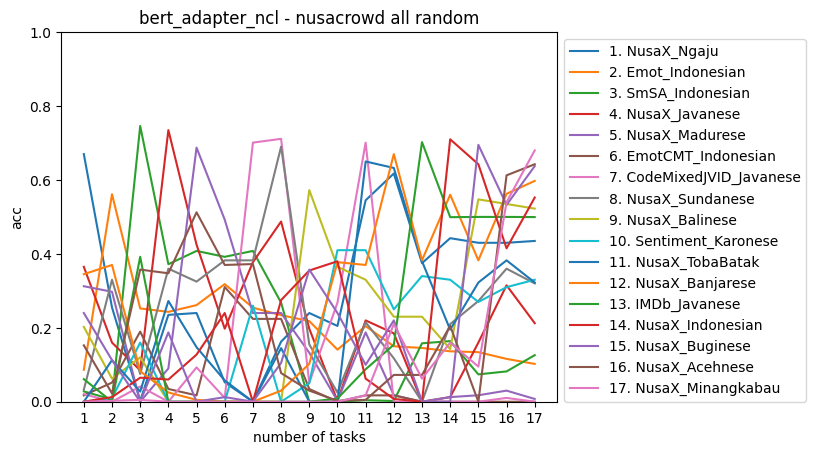 bert_adapter_ncl - nusacrowd all random
1.0
0.8
0.6
0.4
0.2
0.0
acc
1 2 3 4 5 6 7 8 9 10 11 12 13 14 15 16 17
number of tasks
1. NusaX_Ngaju
2. Emot_Indonesian
3. SmSA_Indonesian
4. NusaX_Javanese
5. NusaX_Madurese
6. EmotCMT_Indonesian
7. CodeMixedJVID_Javanese
8. NusaX_Sundanese
9. NusaX_Balinese
10. Sentiment_Karonese
11. NusaX_TobaBatak
12. NusaX_Banjarese
13. IMDb_Javanese
14. NusaX_Indonesian
15. NusaX_Buginese
16. NusaX_Acehnese
17. NusaX_Minangkabau